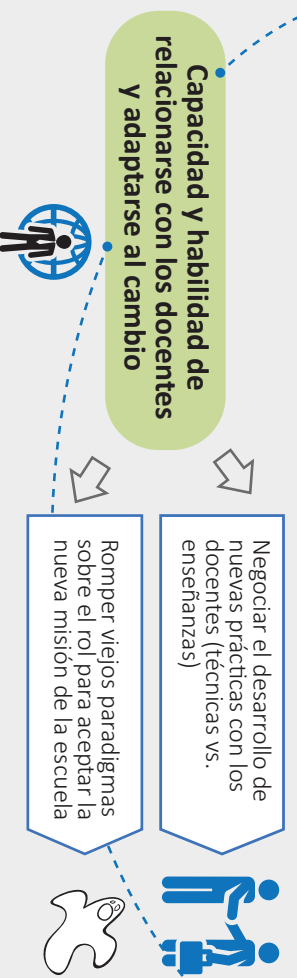 Capacidad y habilidad de
relacionarse con los docentes
y adaptarse al cambio
Negociar el desarrollo de
nuevas prácticas con los
docentes (técnicas vs.
enseñanzas)
Romper viejos paradigmas
sobre el rol para aceptar la
nueva misión de la escuela